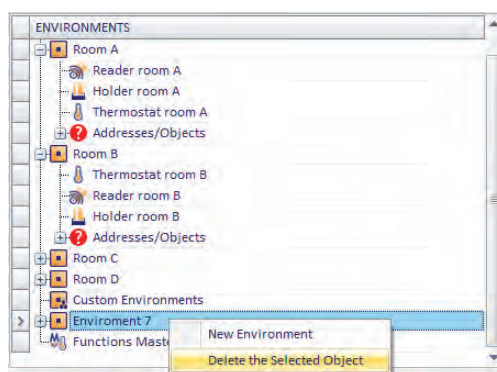 ENVIRONMENTS
Room A
Reader room A
Holder room A
Thermostat room A
Addresses/Objects
Room B
Thermostat room B
Reader room B
Holder room B
Addresses/Objects
Room C
Room D
Custom Environments
Enviroment 7
New Environment
Functions Maste
Delete the Selected Object